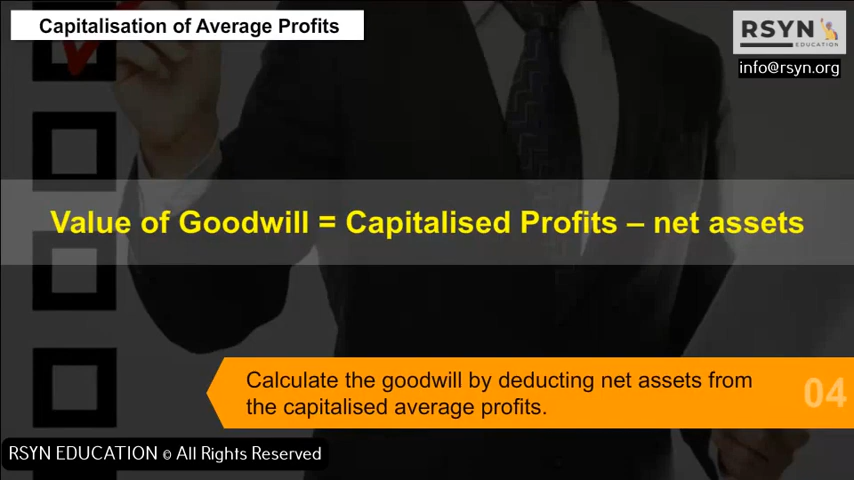 Capitalisation of Average Profits
RSYN
EDUCATION
info@rsyn.org
Value of Goodwill = Capitalised Profits – net assets
Calculate the goodwill by deducting net assets from
the capitalised average profits.
04
RSYN EDUCATION © All Rights Reserved